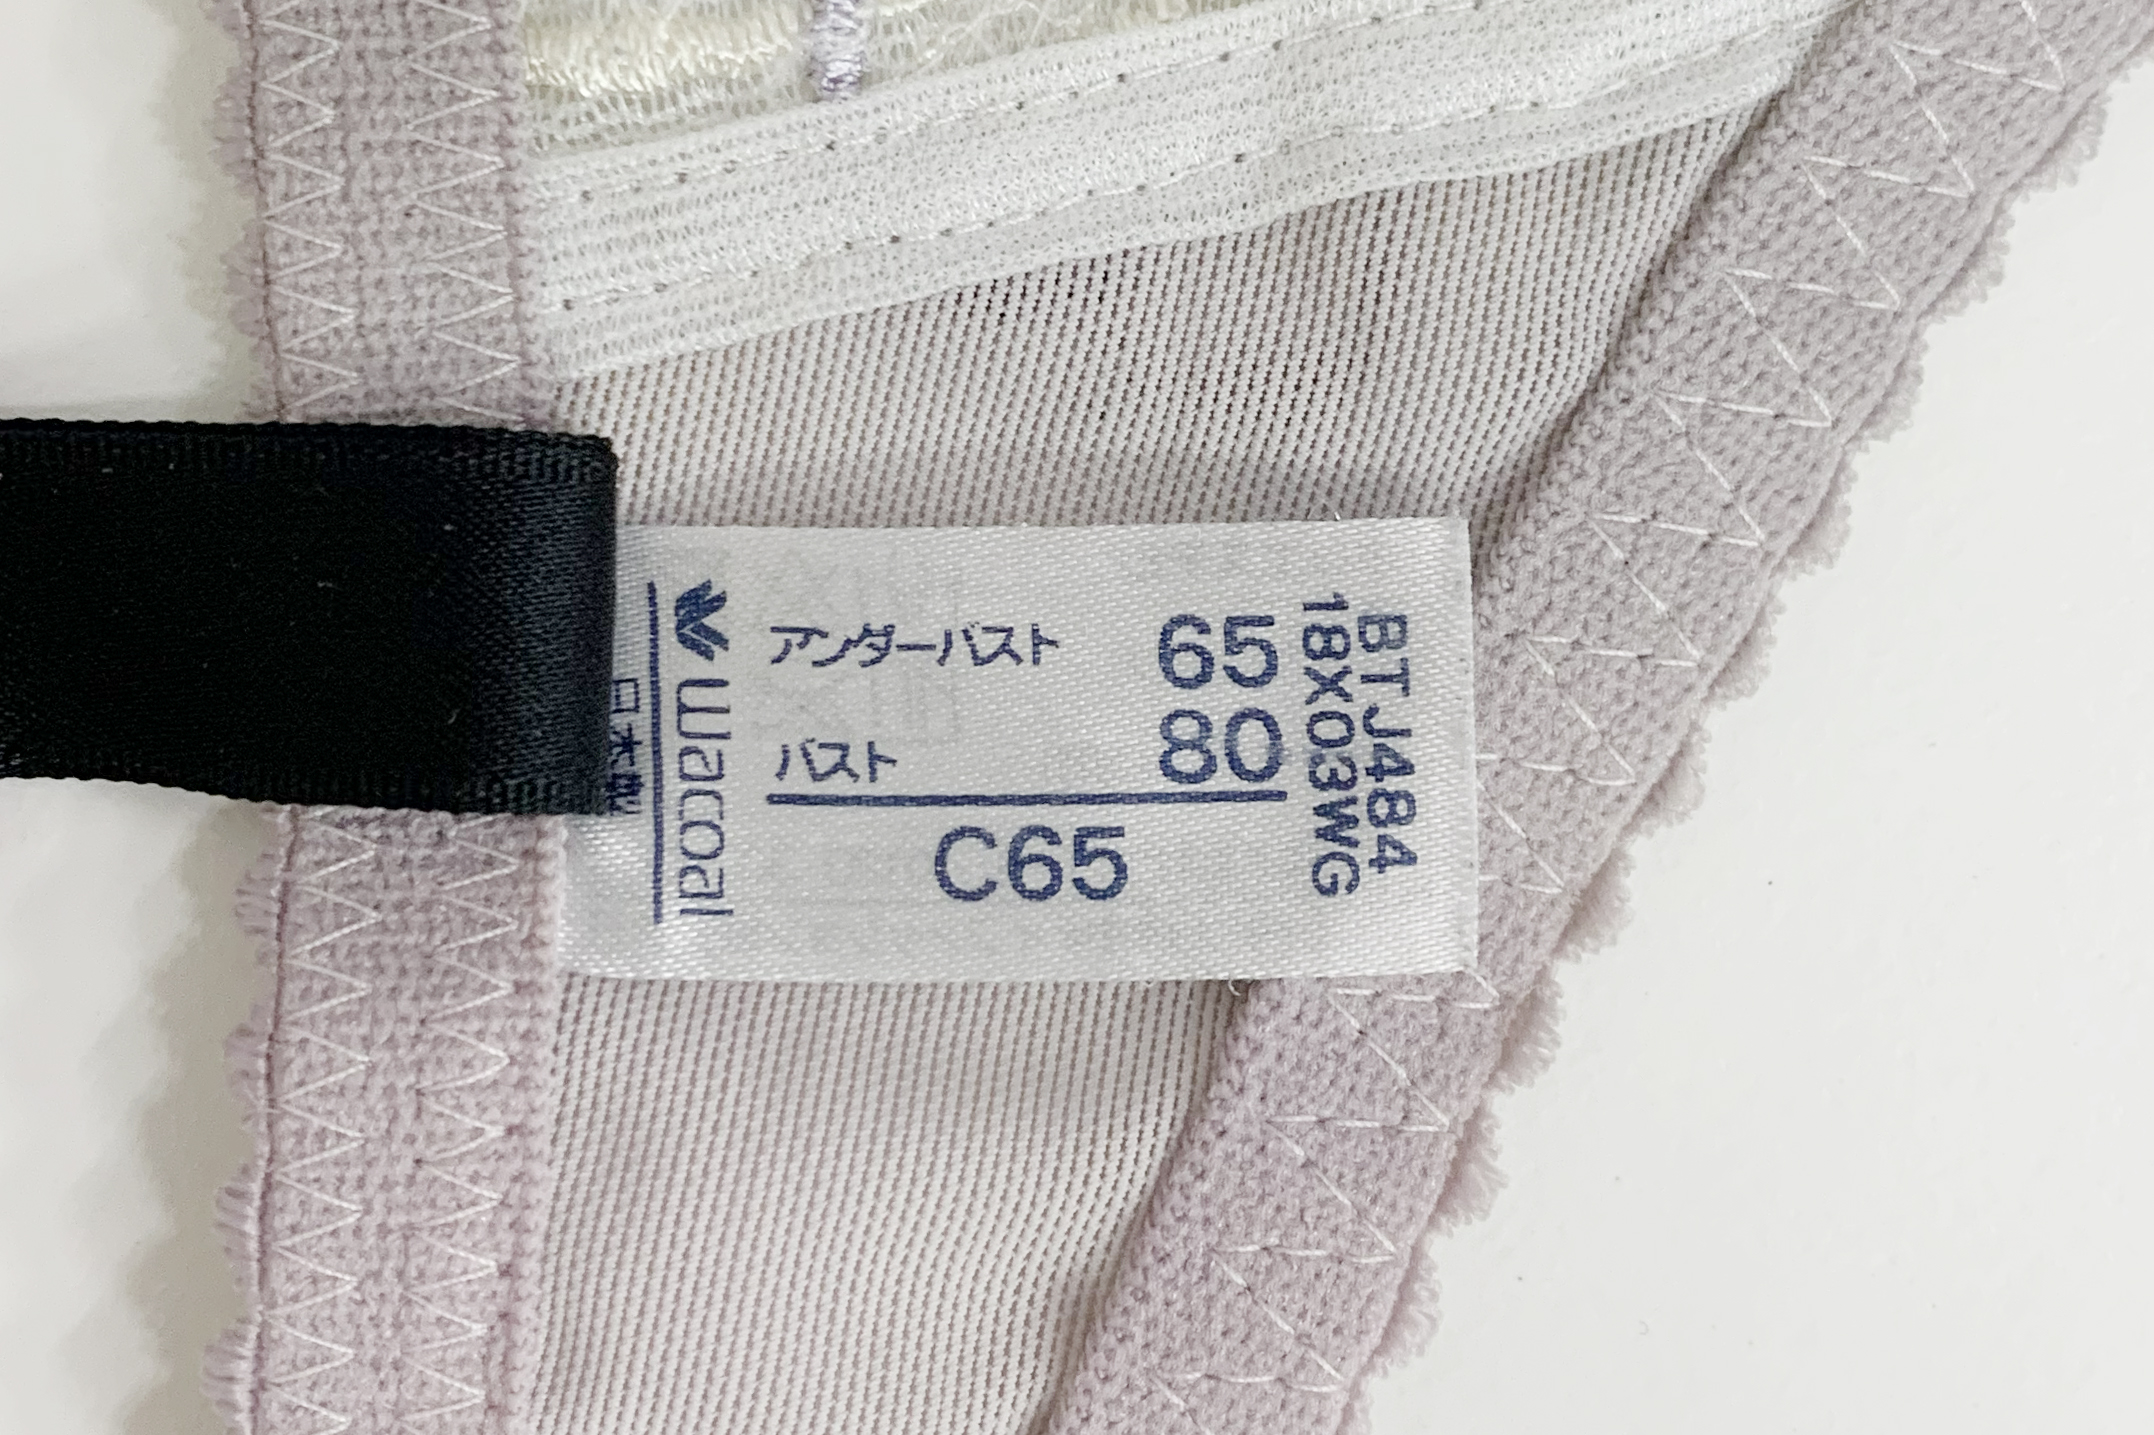 アンダーバスト 65
バスト 80
C65
Wacoal
日本製
BTJ484
18X03WG